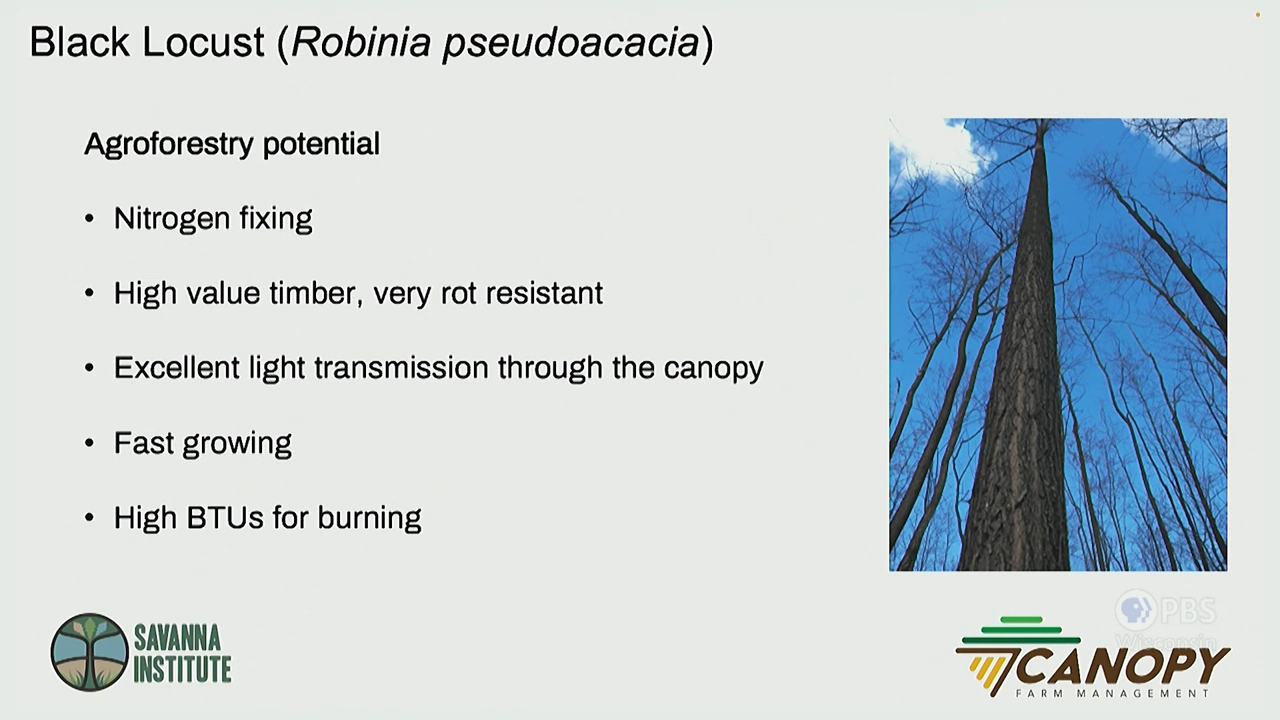 Black Locust (Robinia pseudoacacia)
Agroforestry potential
• Nitrogen fixing
• High value timber, very rot resistant
• Excellent light transmission through the canopy
• Fast growing
• High BTUs for burning
SAVANNA
INSTITUTE
PBS
Wisconsin
CANOPY
FARM MANAGEMENT